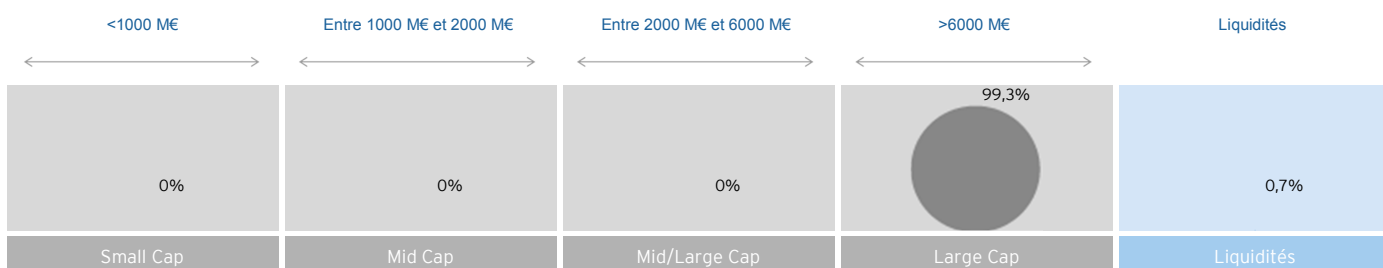 <1000 M€
Entre 1000 M€ et 2000 M€
Entre 2000 M€ et 6000 M€
>6000 M€
Liquidités
99,3%
0%
0%
0%
0,7%
Small Cap
Mid Cap
Mid/Large Cap
Large Cap
Liquidités